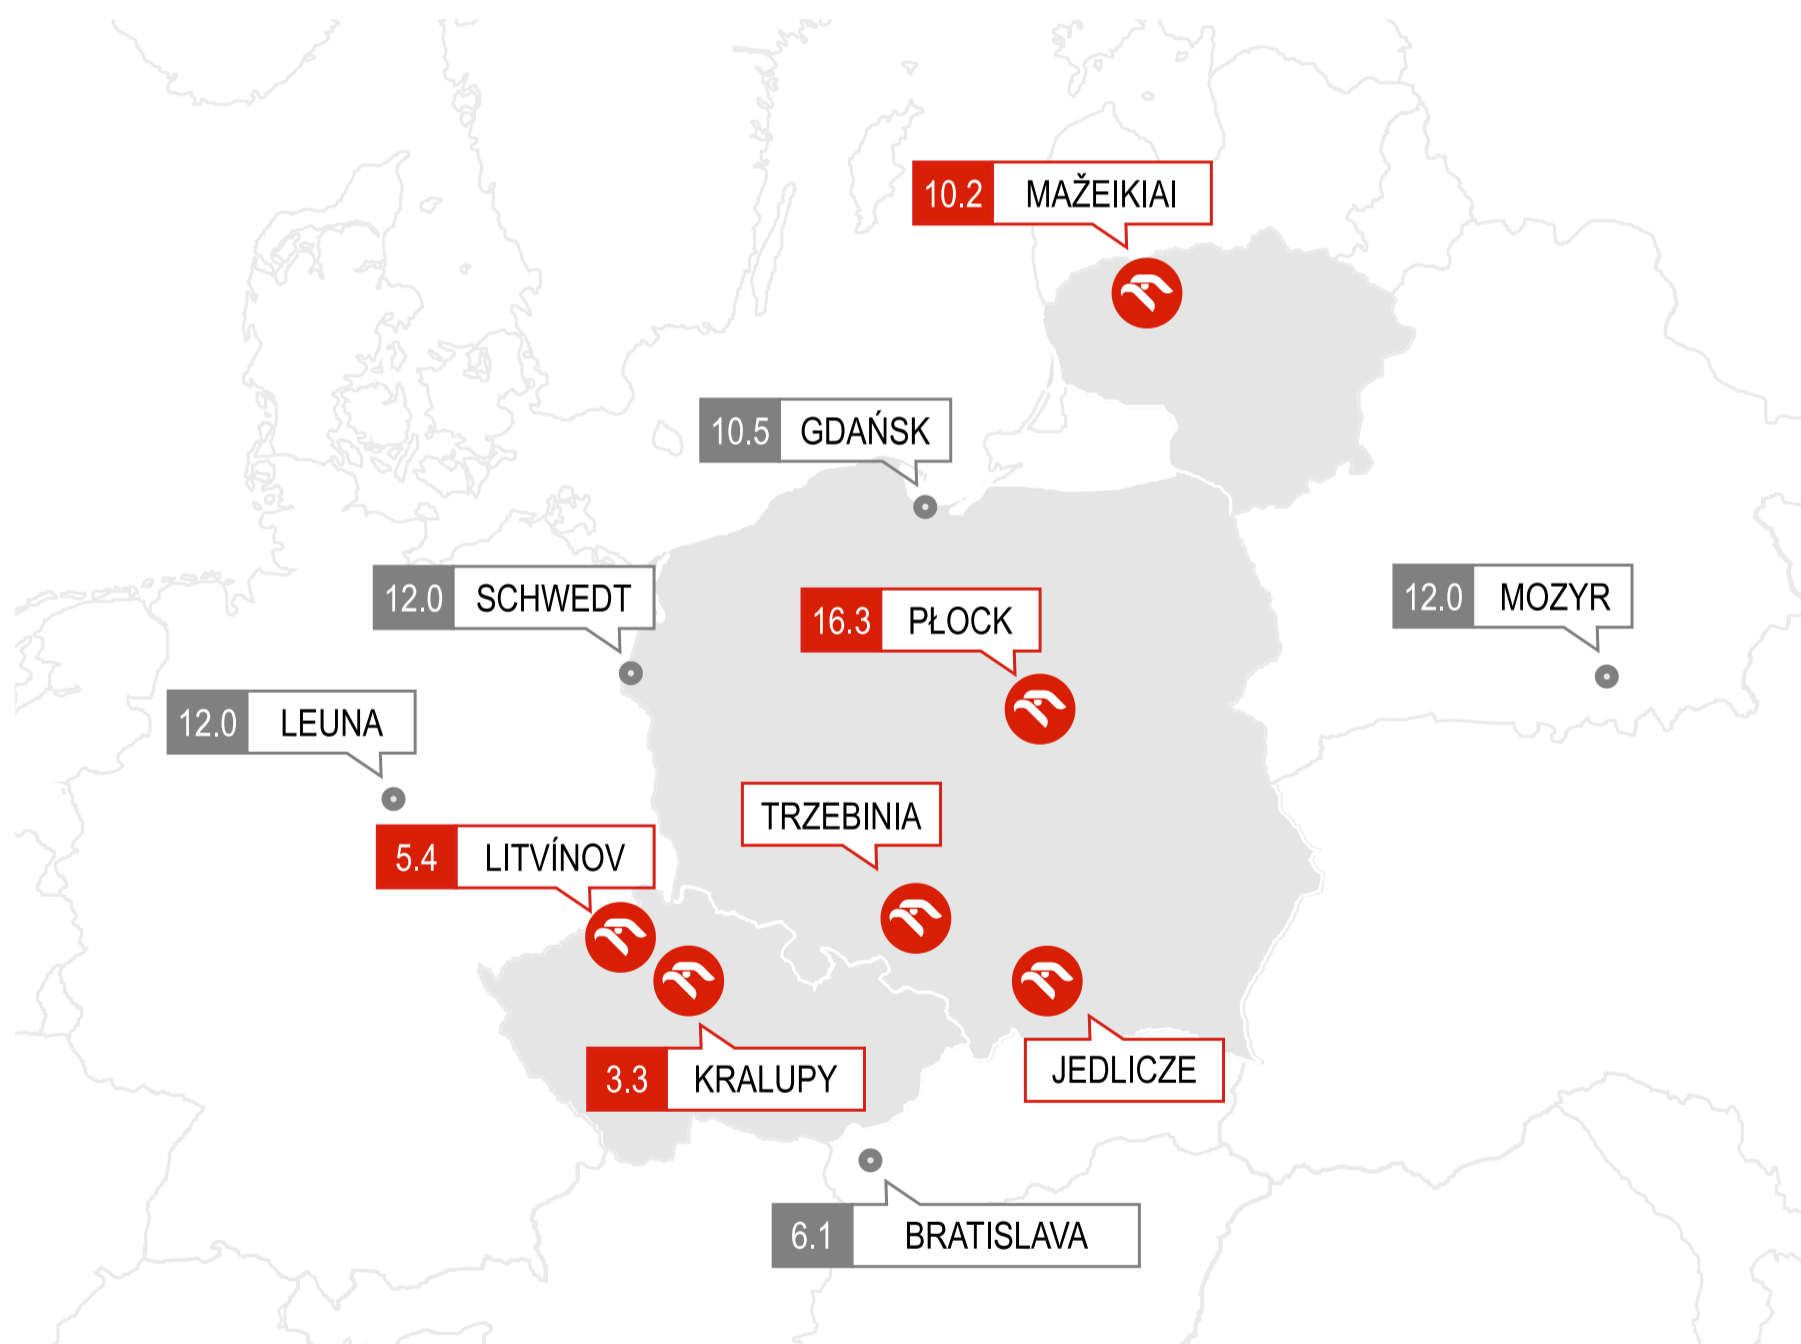 10.2 MAŽEIKIAI
10.5 GDAŃSK
12.0 SCHWEDT
16.3 PŁOCK
12.0 MOZYR
12.0 LEUNA
TRZEBINIA
5.4 LITVÍNOV
3.3 KRALUPY
JEDLICZE
6.1 BRATISLAVA